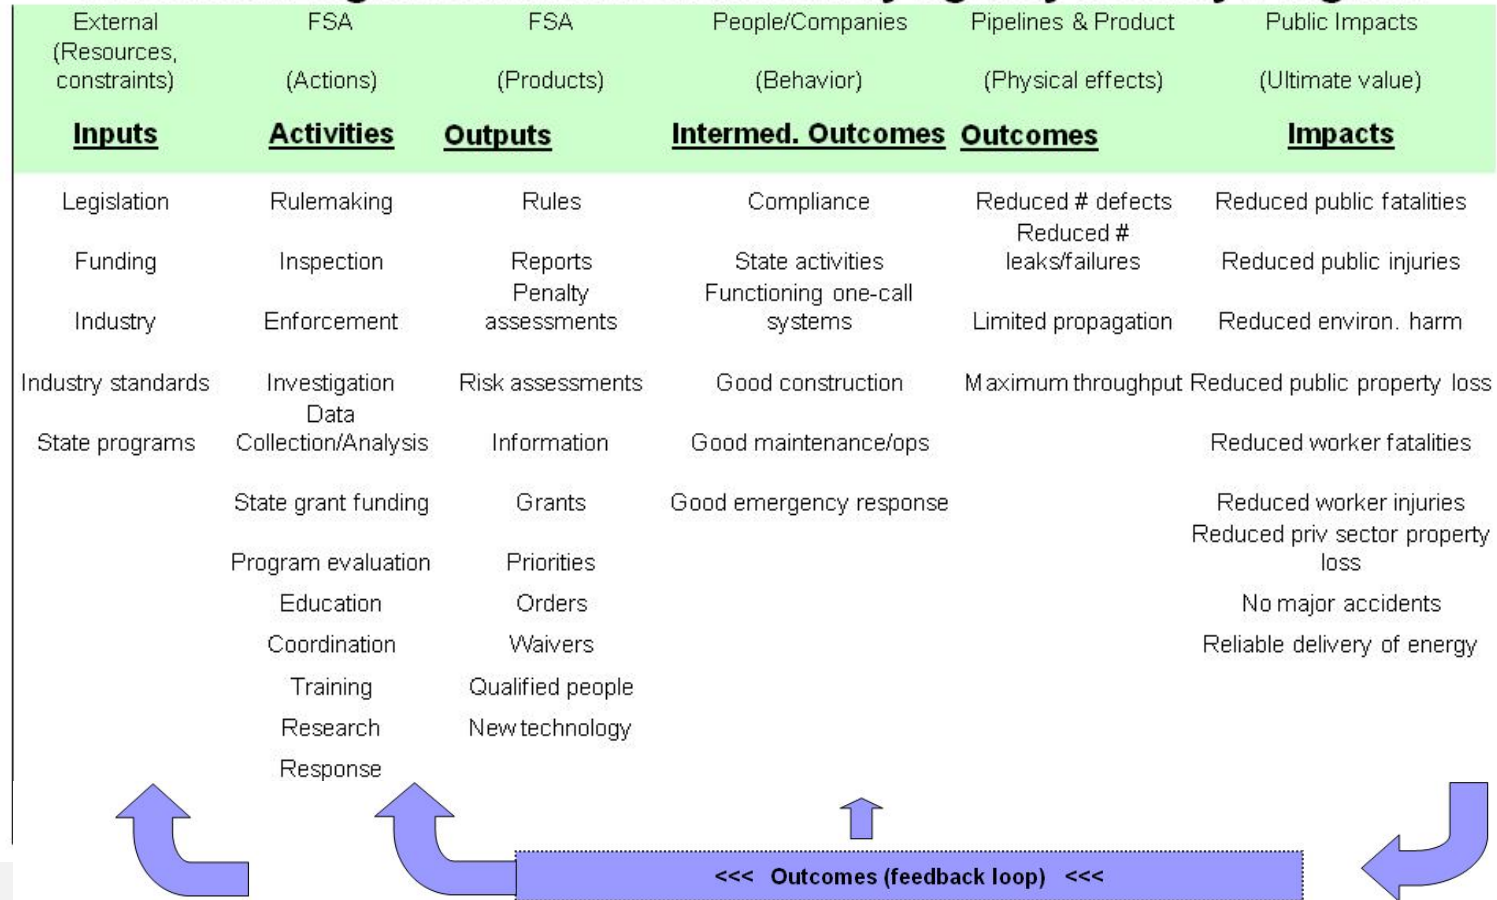 External
(Resources,
constraints)
Inputs
FSA
(Actions)
Activities
FSA
(Products)
Outputs
People/Companies
(Behavior)
Intermed. Outcomes
Pipelines & Product
(Physical effects)
Outcomes
Public Impacts
(Ultimate value)
Impacts
Legislation
Funding
Industry
Industry standards
State programs
Rulemaking
Inspection
Enforcement
Investigation
Data
Collection/Analysis
State grant funding
Program evaluation
Education
Coordination
Training
Research
Response
Rules
Reports
Penalty
assessments
Risk assessments
Information
Grants
Priorities
Orders
Waivers
Qualified people
New technology
Compliance
State activities
Functioning one-call
systems
Good construction
Good maintenance/ops
Good emergency response
Reduced # defects
Reduced #
leaks/failures
Limited propagation
Maximum throughput
Reduced public fatalities
Reduced public injuries
Reduced environ. harm
Reduced public property loss
Reduced worker fatalities
Reduced worker injuries
Reduced priv sector property
loss
No major accidents
Reliable delivery of energy
<<< Outcomes (feedback loop) <<<